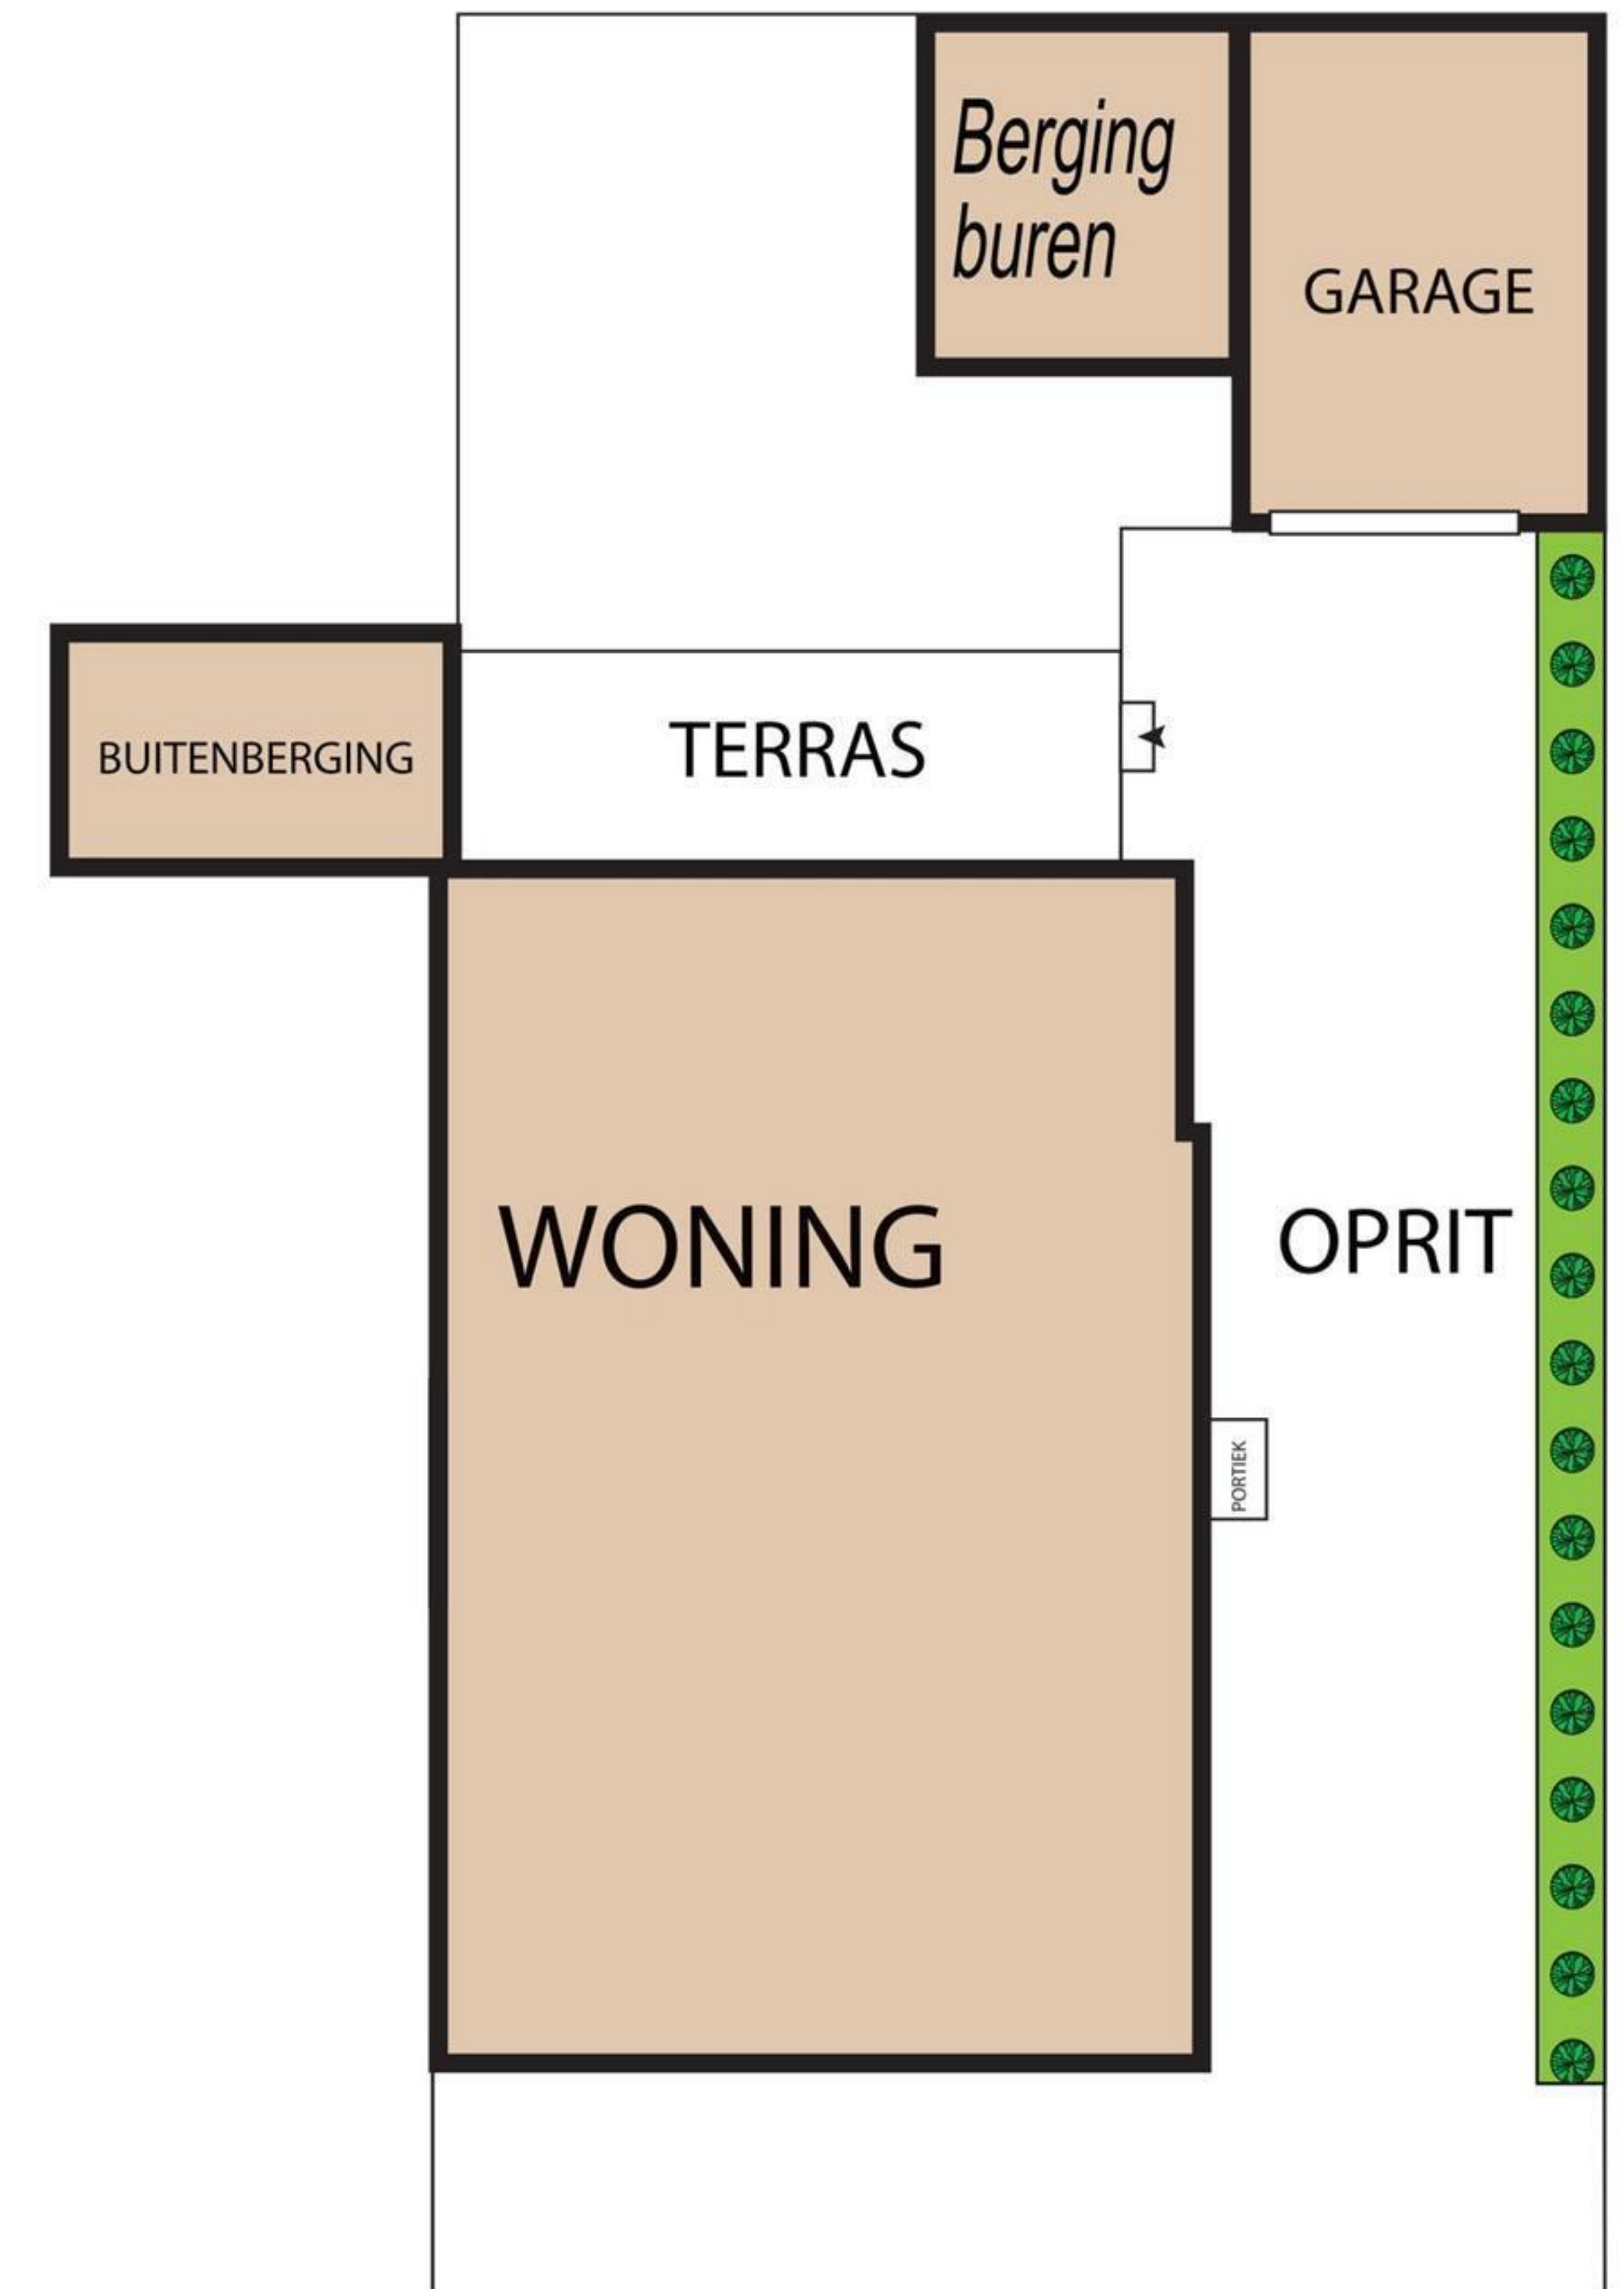 Berging
buren
GARAGE
BUITENBERGING
TERRAS
WONING
OPRIT
PORTIEK